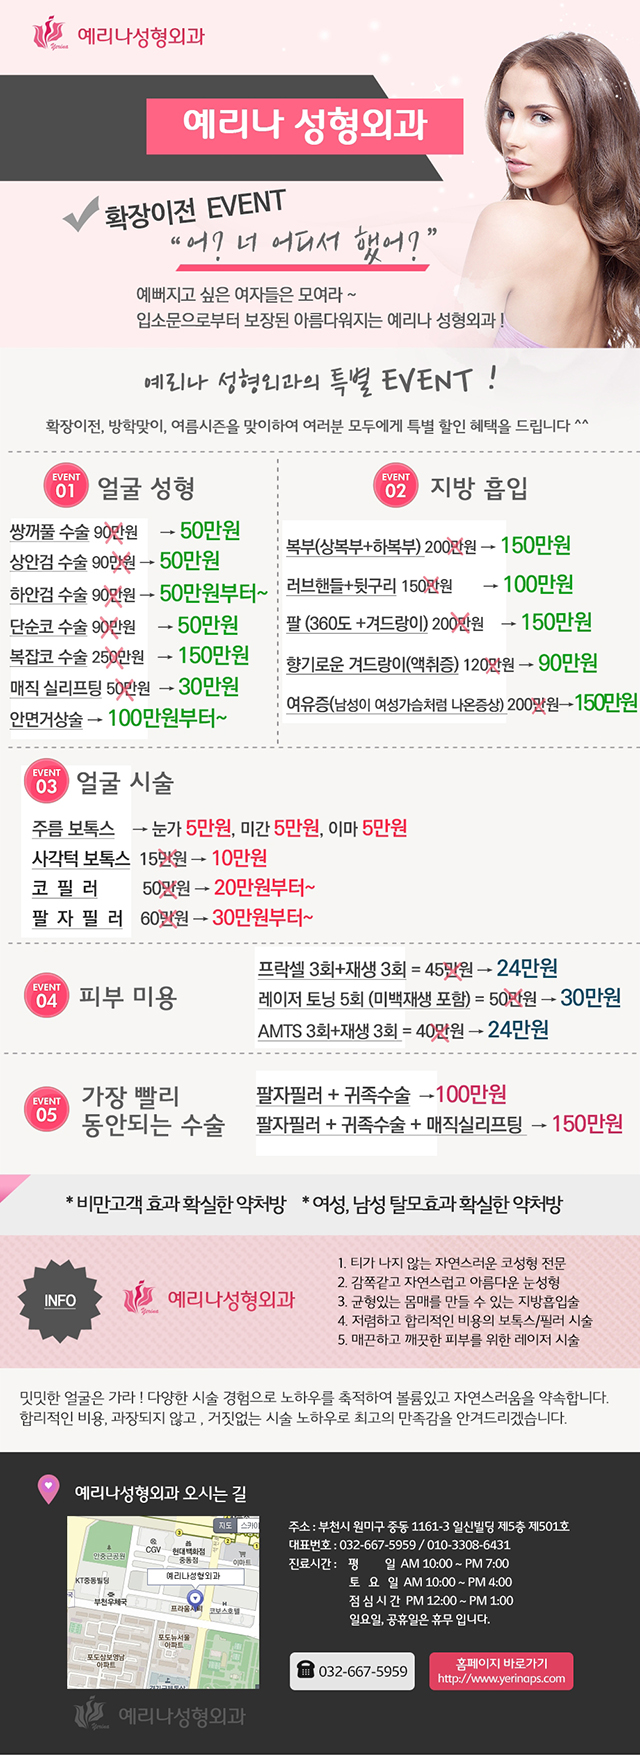 Yerina 예리나성형외과
예리나 성형외과
확장이전 EVENT
“어? 너 어디서 했어?”
예뻐지고 싶은 여자들은 모여라 ~
입소문으로부터 보장된 아름다워지는 예리나 성형외과 !
예리나 성형외과의 특별 EVENT !
확장이전, 방학맞이, 여름시즌을 맞이하여 여러분 모두에게 특별 할인 혜택을 드립니다 ^^
EVENT 01 얼굴 성형
쌍꺼풀 수술 90만원 → 50만원
상안검 수술 90만원 → 50만원
하안검 수술 90만원 → 50만원부터~
단순코 수술 90만원 → 50만원
복잡코 수술 250만원 → 150만원
매직 실리프팅 50만원 → 30만원
안면거상술 → 100만원부터~
EVENT 02 지방 흡입
복부(상복부+하복부) 200만원 → 150만원
러브핸들+뒷구리 150만원 → 100만원
팔 (360도 +겨드랑이) 200만원 → 150만원
향기로운 겨드랑이(액취증) 120만원 → 90만원
여유증(남성이 여성가슴처럼 나온증상) 200만원→150만원
EVENT 03 얼굴 시술
주름 보톡스 → 눈가 5만원, 미간 5만원, 이마 5만원
사각턱 보톡스 15만원 → 10만원
코 필 러 50만원 → 20만원부터~
팔 자 필 러 60만원 → 30만원부터~
EVENT 04 피부 미용
프락셀 3회+재생 3회 = 45만원 → 24만원
레이저 토닝 5회 (미백재생 포함) = 50만원 → 30만원
AMTS 3회+재생 3회 = 40만원 → 24만원
EVENT 05 가장 빨리
동안되는 수술
팔자필러 + 귀족수술 →100만원
팔자필러 + 귀족수술 + 매직실리프팅 → 150만원
* 비만고객 효과 확실한 약처방 * 여성, 남성 탈모효과 확실한 약처방
INFO
Yerina 예리나성형외과
1. 티가 나지 않는 자연스러운 코성형 전문
2. 감쪽같고 자연스럽고 아름다운 눈성형
3. 균형있는 몸매를 만들 수 있는 지방흡입술
4. 저렴하고 합리적인 비용의 보톡스/필러 시술
5. 매끈하고 깨끗한 피부를 위한 레이저 시술
밋밋한 얼굴은 가라 ! 다양한 시술 경험으로 노하우를 축적하여 볼륨있고 자연스러움을 약속합니다.
합리적인 비용, 과장되지 않고 , 거짓없는 시술 노하우로 최고의 만족감을 안겨드리겠습니다.
예리나성형외과 오시는 길
지도 스카이
안중근공원
CGV
현대백화점
중동점
이마트
KT중동빌딩
예리나성형외과
부천우체국
프라움시티
코보스호텔
포도뉴서울
아파트
포도삼보영남
아파트
주소 : 부천시 원미구 중동 1161-3 일신빌딩 제5층 제501호
대표번호 : 032-667-5959 / 010-3308-6431
진료시간 : 평 일 AM 10:00 ~ PM 7:00
토 요 일 AM 10:00 ~ PM 4:00
점 심 시 간 PM 12:00 ~ PM 1:00
일요일, 공휴일은 휴무 입니다.
032-667-5959
홈페이지 바로가기
http://www.yerinaps.com
Yerina 예리나성형외과